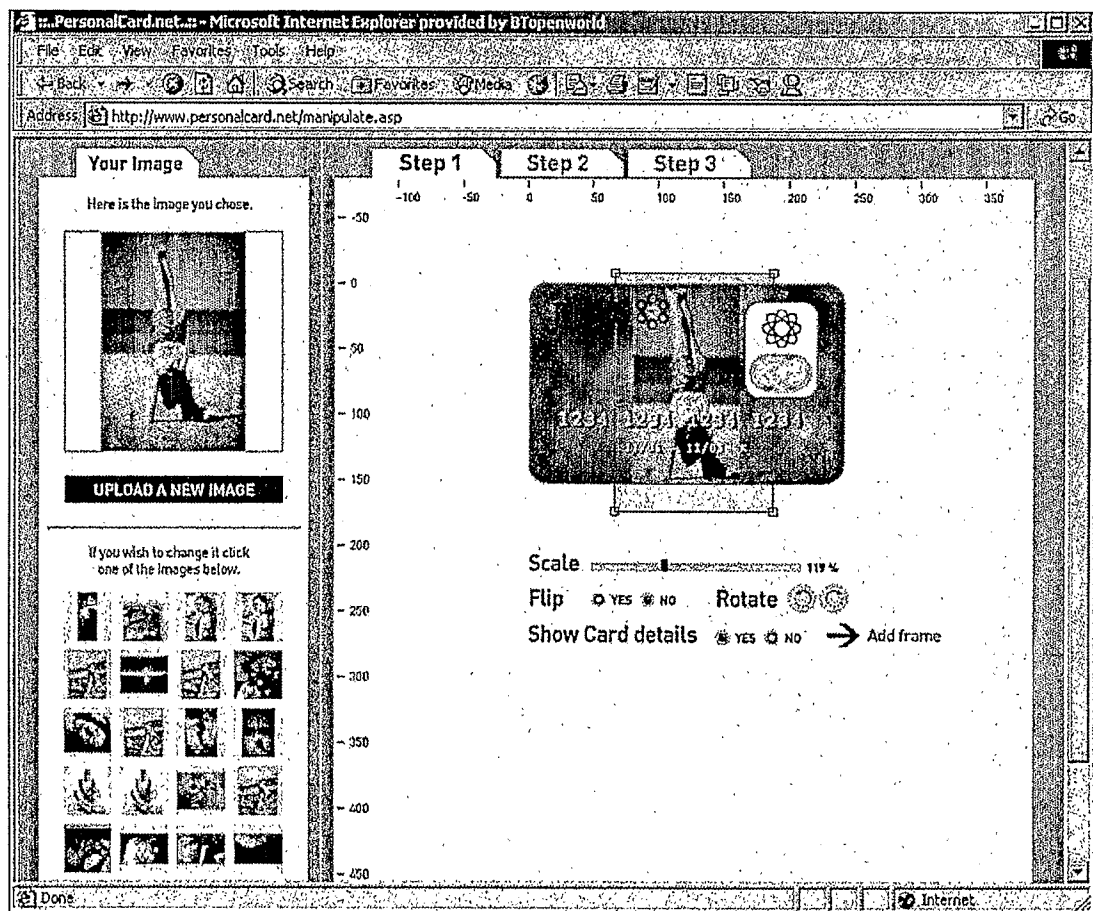 ::..PersonalCard.net..:: - Microsoft Internet Explorer provided by BTopenworld
File Edit View Favorites Tools Help
Back Search Favorites Media
Address http://www.personalcard.net/manipulate.asp Go
Your Image
Here is the image you chose.
UPLOAD A NEW IMAGE
If you wish to change it click
one of the images below.
Step 1 Step 2 Step 3
-100 -50 0 50 100 150 200 250 300 350
-50
0
50
100
150
200
250
300
350
400
450
1234 1234 1234 1234
11/03
Scale 119 %
Flip YES NO Rotate
Show Card details YES NO Add frame
Done Internet